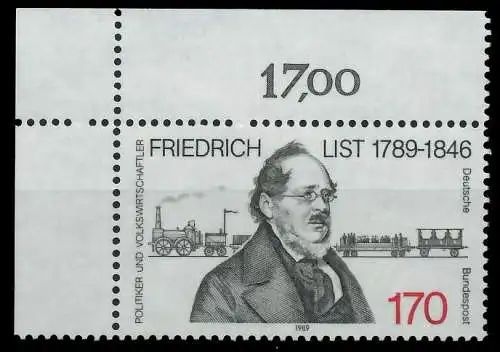 17,00
FRIEDRICH LIST 1789-1846
POLITIKER UND VOLKSWIRTSCHAFTLER
Deutsche Bundespost
170
1989